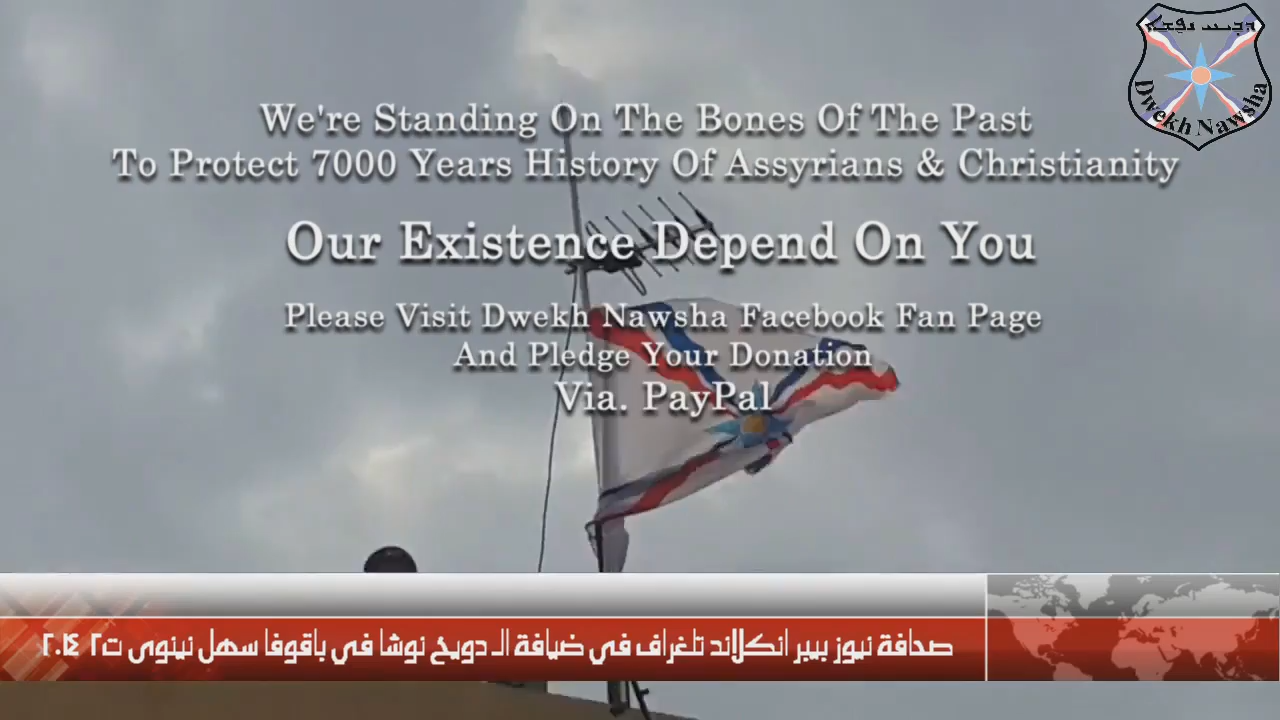 We're Standing On The Bones Of The Past
To Protect 7000 Years History Of Assyrians & Christianity
Our Existence Depend On You
Please Visit Dwekh Nawsha Facebook Fan Page
And Pledge Your Donation
Via. PayPal
Dwekh Nawsha
صحافة نيوز بيبر انكلاند تلغراف في ضيافة الـ دويخ نوشا في باقوفا سهل نينوى ت٢ ٢٠١٤